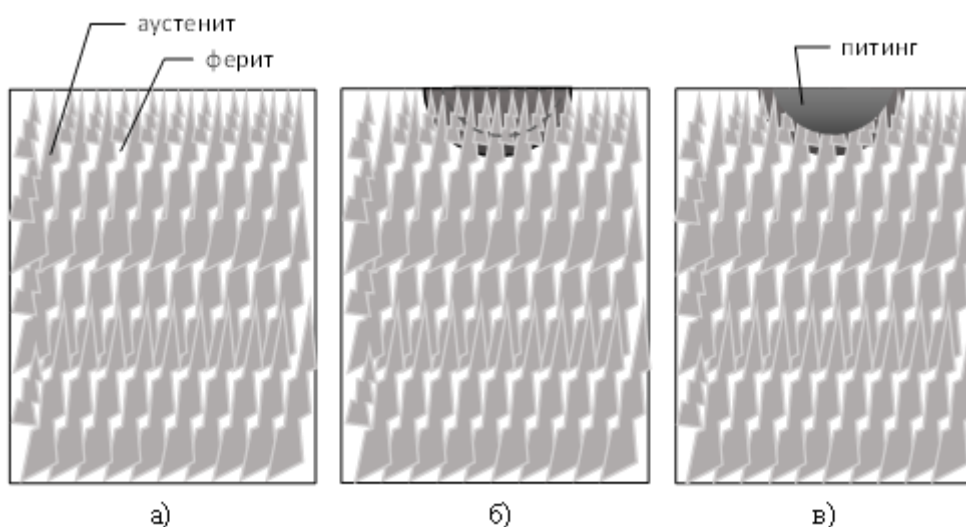 аустенит
ферит
питинг
а)
б)
в)